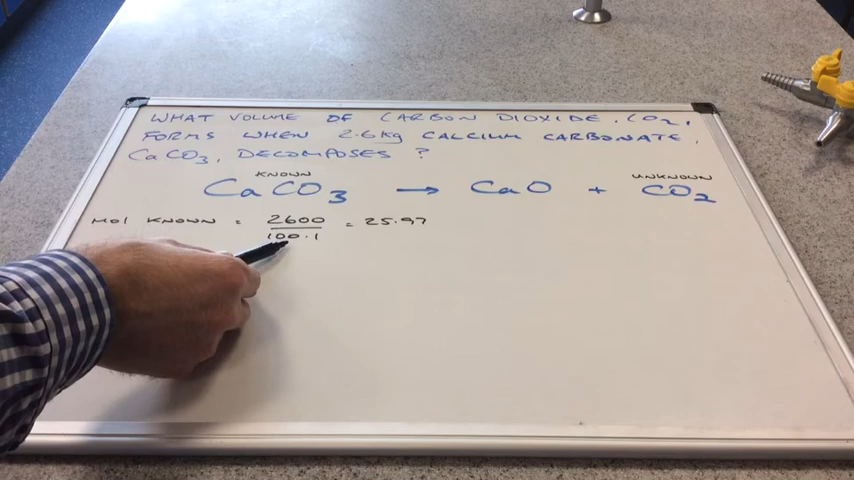 WHAT VOLUME OF CARBON DIOXIDE, CO₂,
FORMS WHEN 2.6Kg CALCIUM CARBONATE,
CaCO₃, DECOMPOSES ?
KNOWN UNKNOWN
CaCO₃ → CaO + CO₂
MOL KNOWN = 2600 = 25.97
100.1